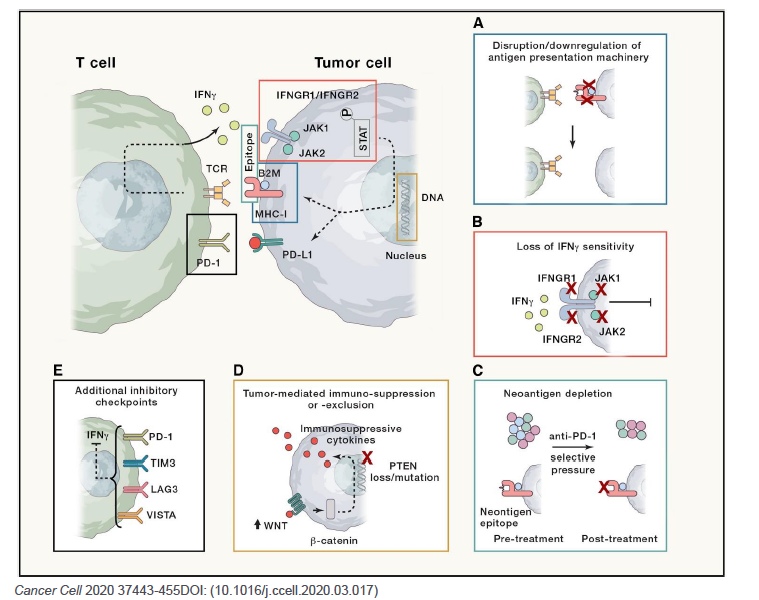 T cell
Tumor cell
IFNγ
IFNGR1/IFNGR2
P
STAT
JAK1
JAK2
Epitope
TCR
B2M
MHC-I
DNA
PD-1
PD-L1
Nucleus
A
Disruption/downregulation of
antigen presentation machinery
B
Loss of IFNγ sensitivity
IFNGR1
JAK1
IFNγ
X
X
X
X
JAK2
IFNGR2
E
Additional inhibitory
checkpoints
IFNγ
PD-1
TIM3
LAG3
VISTA
D
Tumor-mediated immuno-suppression
or -exclusion
Immunosuppressive
cytokines
X
PTEN
loss/mutation
WNT
β-catenin
C
Neoantigen depletion
anti-PD-1
selective
pressure
X
Neontigen
epitope
Pre-treatment
Post-treatment
Cancer Cell 2020 37443-455DOI: (10.1016/j.ccell.2020.03.017)